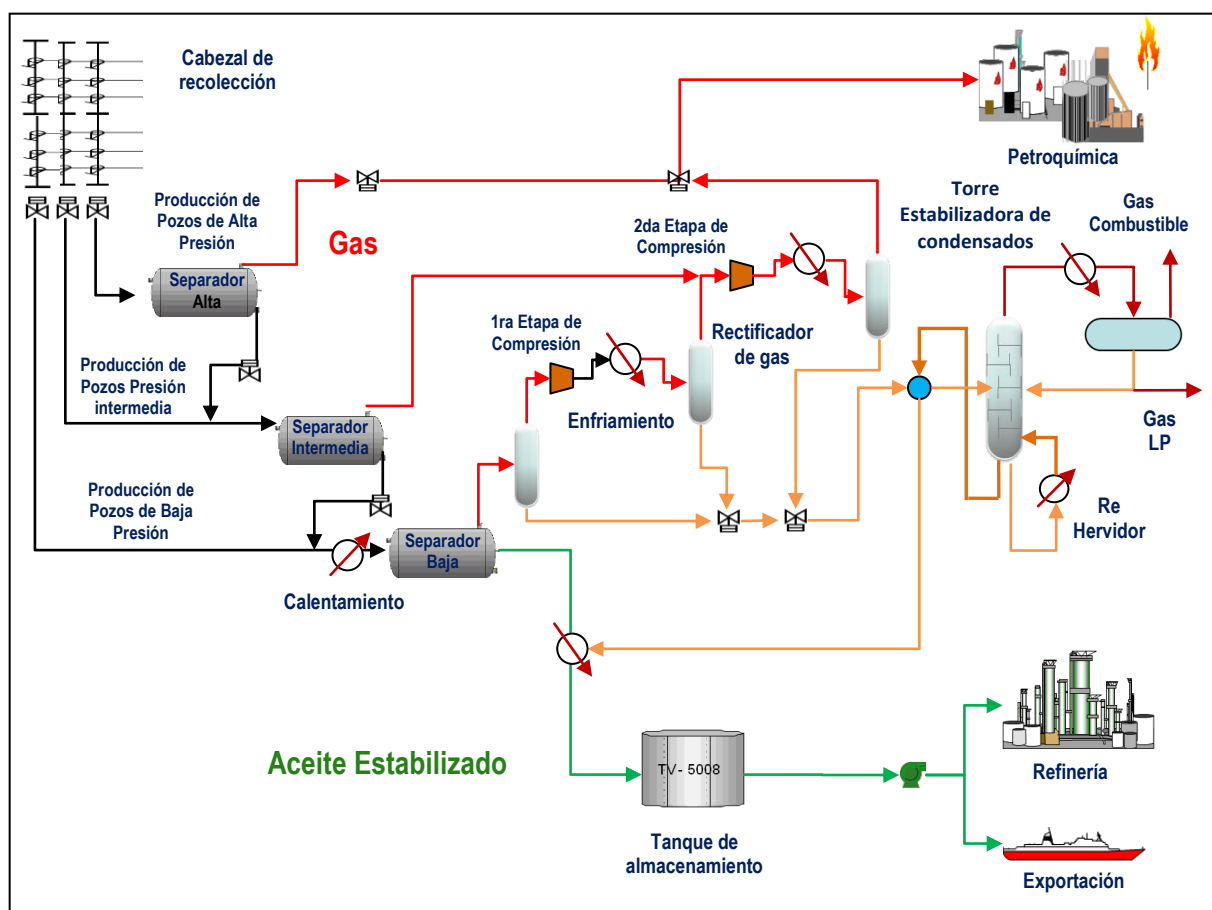 Cabezal de
recolección
Petroquímica
Producción de
Pozos de Alta
Presión
Gas
2da Etapa de
Compresión
Torre
Estabilizadora de
condensados
Gas
Combustible
Separador
Alta
1ra Etapa de
Compresión
Rectificador
de gas
Producción de
Pozos Presión
intermedia
Enfriamiento
Gas
LP
Separador
Intermedia
Producción de
Pozos de Baja
Presión
Re
Hervidor
Separador
Baja
Calentamiento
Aceite Estabilizado
TV- 5008
Refinería
Tanque de
almacenamiento
Exportación